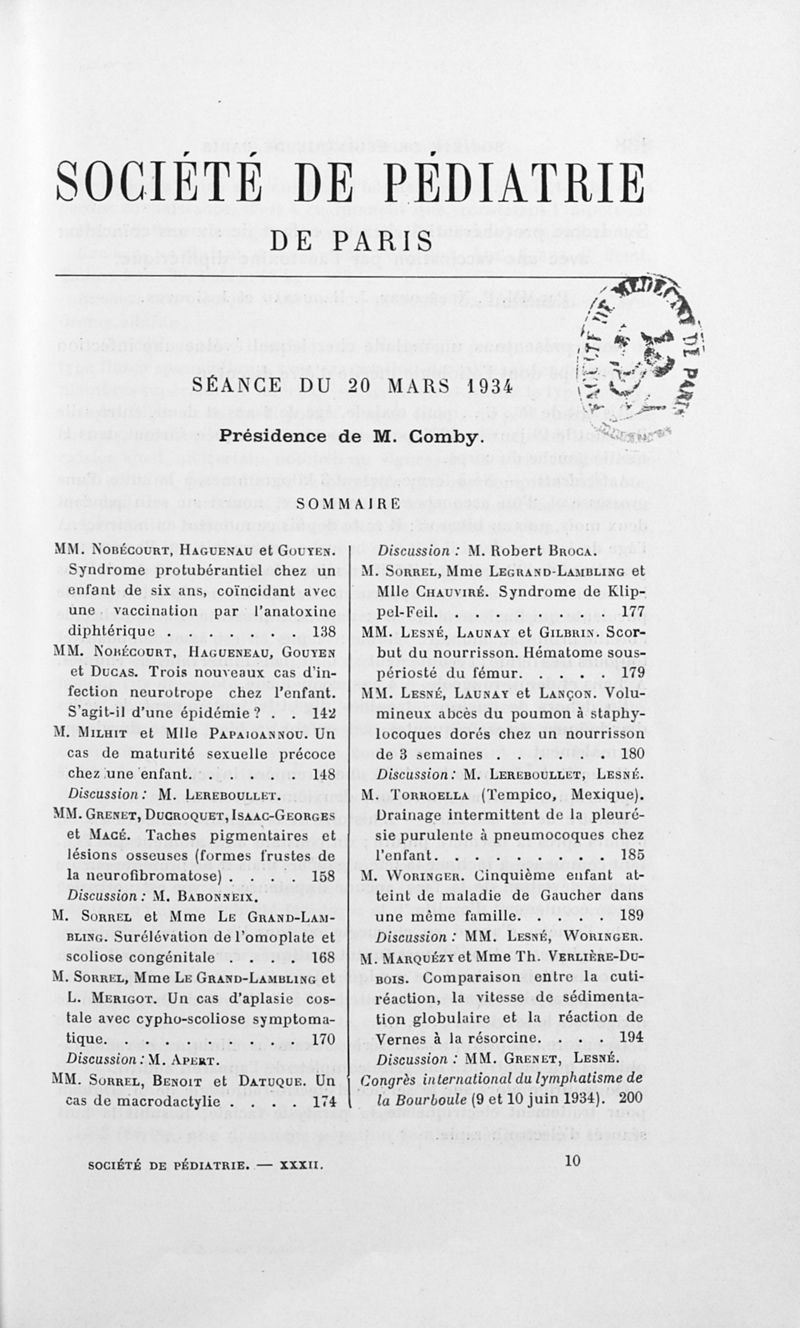 SOCIÉTÉ DE PÉDIATRIE
DE PARIS
FACULTÉ DE MEDECINE DE PARIS
SÉANCE DU 20 MARS 1934
Présidence de M. Comby.
SOMMAIRE
MM. NOBÉCOURT, HAGUENAU et GOUYEN.
Syndrome protubérantiel chez un
enfant de six ans, coïncidant avec
une vaccination par l'anatoxine
diphtérique . . . . . . . 138
MM. NOBÉCOURT, HAGUENEAU, GOUYEN
et DUCAS. Trois nouveaux cas d'in-
fection neurotrope chez l'enfant.
S'agit-il d'une épidémie ? . . 142
M. MILHIT et Mlle PAPAIOANNOU. Un
cas de maturité sexuelle précoce
chez une enfant. . . . . . 148
Discussion : M. LEREBOULLET.
MM. GRENET, DUCROQUET, ISAAC-GEORGES
et MACÉ. Taches pigmentaires et
lésions osseuses (formes frustes de
la neurofibromatose) . . . . 158
Discussion : M. BABONNEIX.
M. SORREL et Mme LE GRAND-LAM-
BLING. Surélévation de l'omoplate et
scoliose congénitale . . . . 168
M. SORREL, Mme LE GRAND-LAMBLING et
L. MERIGOT. Un cas d'aplasie cos-
tale avec cypho-scoliose symptoma-
tique. . . . . . . . . . 170
Discussion : M. APERT.
MM. SORREL, BENOIT et DATUQUE. Un
cas de macrodactylie . . . . 174
Discussion : M. Robert BROCA.
M. SORREL, Mme LEGRAND-LAMBLING et
Mlle CHAUVIRÉ. Syndrome de Klip-
pel-Feil. . . . . . . . . 177
MM. LESNÉ, LAUNAY et GILBRIN. Scor-
but du nourrisson. Hématome sous-
périosté du fémur. . . . . 179
MM. LESNÉ, LAUNAY et LANÇON. Volu-
mineux abcès du poumon à staphy-
locoques dorés chez un nourrisson
de 3 semaines . . . . . . 180
Discussion : M. LEREBOULLET, LESNÉ.
M. TORROELLA (Tempico, Mexique).
Drainage intermittent de la pleuré-
sie purulente à pneumocoques chez
l'enfant. . . . . . . . . 185
M. WORINGER. Cinquième enfant at-
teint de maladie de Gaucher dans
une même famille. . . . . 189
Discussion : MM. LESNÉ, WORINGER.
M. MARQUÉZY et Mme Th. VERLIÈRE-DU-
BOIS. Comparaison entre la cuti-
réaction, la vitesse de sédimenta-
tion globulaire et la réaction de
Vernes à la résorcine. . . . 194
Discussion : MM. GRENET, LESNÉ.
Congrès international du lymphatisme de
la Bourboule (9 et 10 juin 1934). 200
SOCIÉTÉ DE PÉDIATRIE. — XXXII.
10